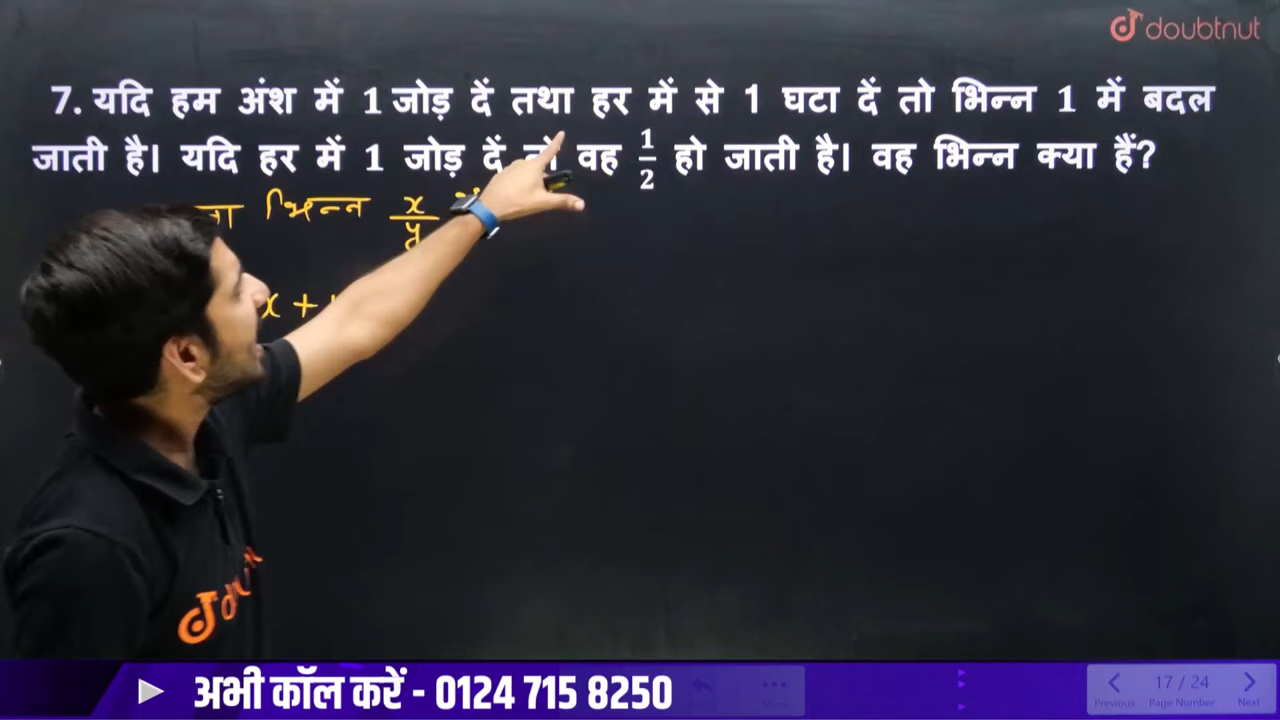 doubtnut
7. यदि हम अंश में 1 जोड़ दें तथा हर में से 1 घटा दें तो भिन्न 1 में बदल
जाती है। यदि हर में 1 जोड़ दें तो वह 1/2 हो जाती है। वह भिन्न क्या हैं?
भिन्न x/y
x +
अभी कॉल करें - 0124 715 8250
17 / 24
Previous Page Number Next